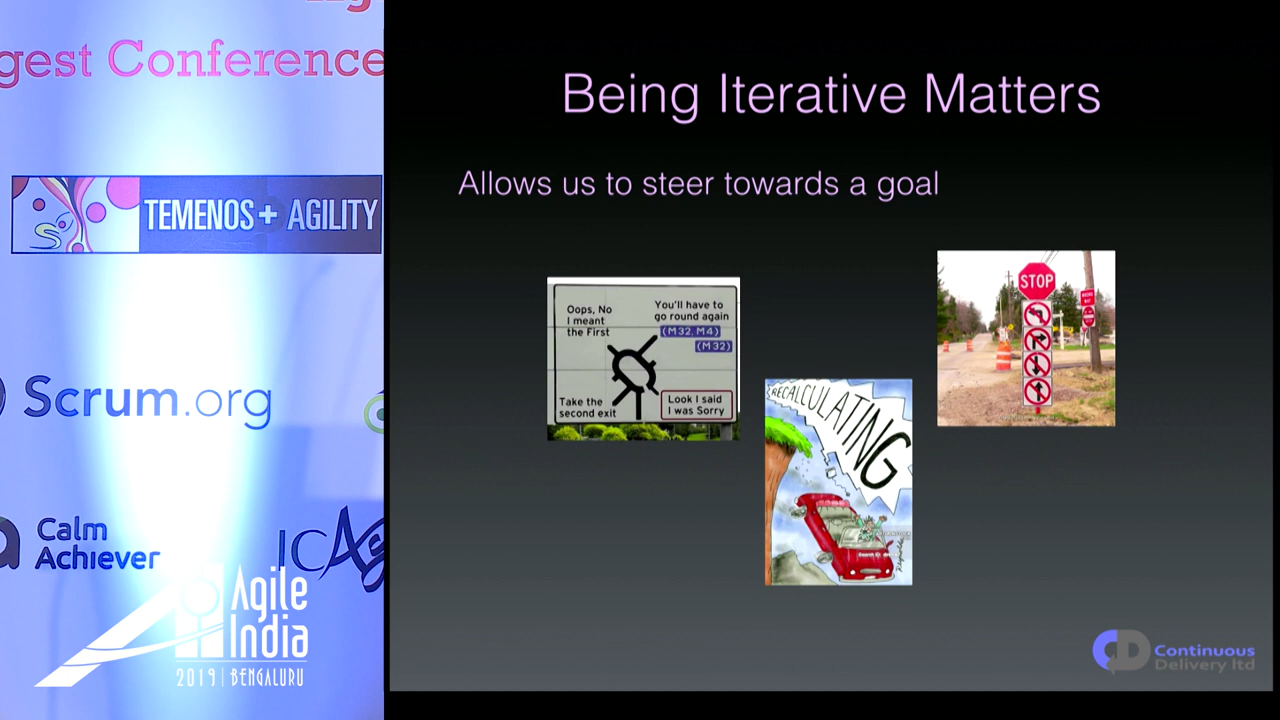 gest Conference
TEMENOS+ AGILITY
Scrum.org
Calm
Achiever
ICAg
Agile
India
2019 | BENGALURU
Being Iterative Matters
Allows us to steer towards a goal
Oops, No
I meant
the First
You'll have to
go round again
(M32, M4)
(M32)
Take the
second exit
Look I said
I was Sorry
RECALCULATING
STOP
CD
Continuous
Delivery ltd